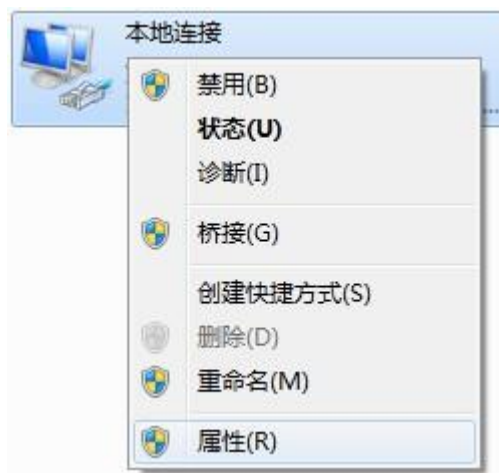 本地连接
禁用(B)
状态(U)
诊断(I)
桥接(G)
创建快捷方式(S)
删除(D)
重命名(M)
属性(R)